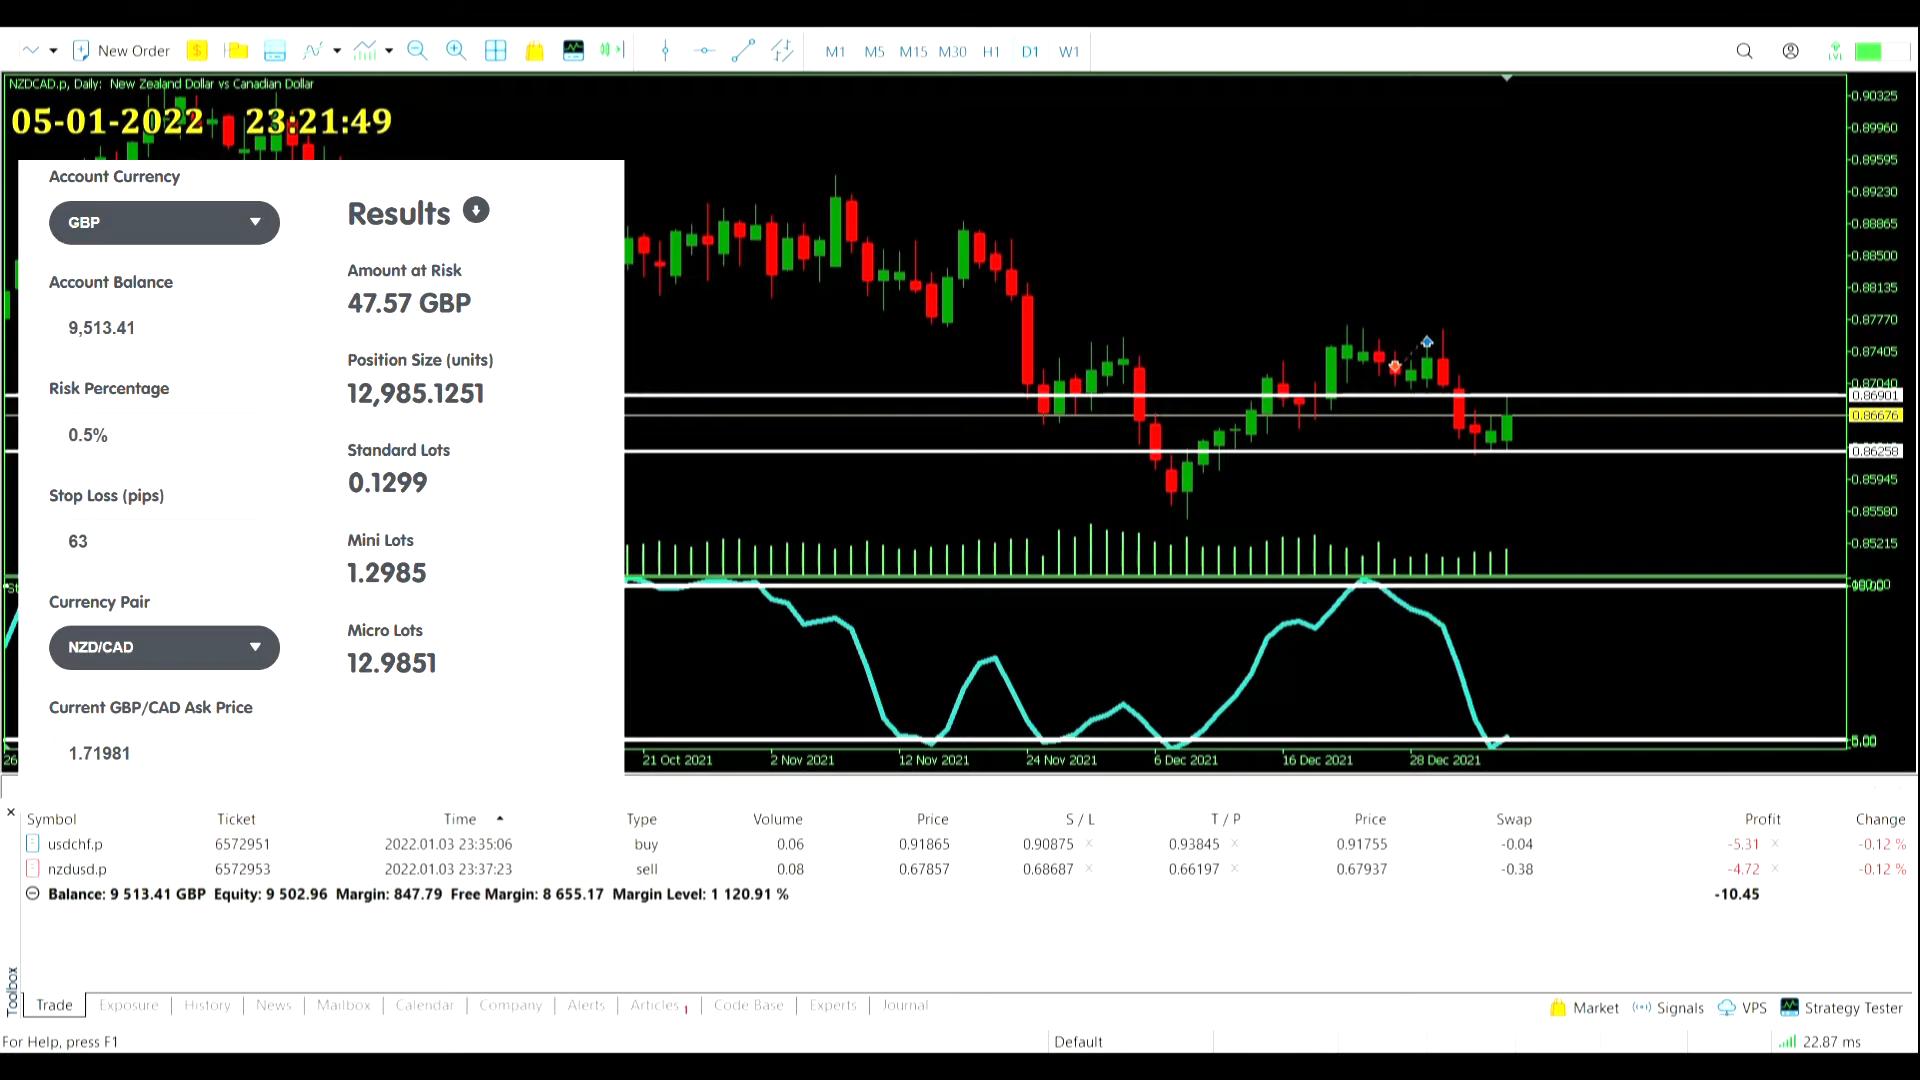 New Order
M1 M5 M15 M30 H1 D1 W1
NZDCAD.p, Daily: New Zealand Dollar vs Canadian Dollar
05-01-2022 23:21:49
Account Currency
GBP
Account Balance
9,513.41
Risk Percentage
0.5%
Stop Loss (pips)
63
Currency Pair
NZD/CAD
Current GBP/CAD Ask Price
1.71981
Results
Amount at Risk
47.57 GBP
Position Size (units)
12,985.1251
Standard Lots
0.1299
Mini Lots
1.2985
Micro Lots
12.9851
0.90325
0.89960
0.89595
0.89230
0.88865
0.88500
0.88135
0.87770
0.87405
0.87040
0.86901
0.86676
0.86258
0.85945
0.85580
0.85215
5.00
26
21 Oct 2021 2 Nov 2021 12 Nov 2021 24 Nov 2021 6 Dec 2021 16 Dec 2021 28 Dec 2021
Symbol Ticket Time Type Volume Price S / L T / P Price Swap Profit Change
usdchf.p 6572951 2022.01.03 23:35:06 buy 0.06 0.91865 0.90875 0.93845 0.91755 -0.04 -5.31 -0.12 %
nzdusd.p 6572953 2022.01.03 23:37:23 sell 0.08 0.67857 0.68687 0.66197 0.67937 -0.38 -4.72 -0.12 %
Balance: 9 513.41 GBP Equity: 9 502.96 Margin: 847.79 Free Margin: 8 655.17 Margin Level: 1 120.91 % -10.45
Toolbox
Trade Exposure History News Mailbox Calendar Company Alerts Articles 1 Code Base Experts Journal
Market Signals VPS Strategy Tester
For Help, press F1 Default 22.87 ms